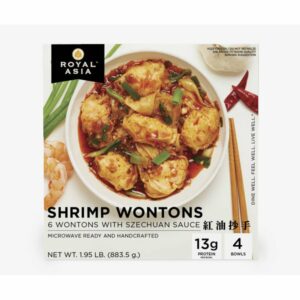 ROYAL
ASIA
DINE WELL. FEEL WELL. LIVE WELL.
SHRIMP WONTONS
6 WONTONS WITH SZECHUAN SAUCE 紅油抄手
MICROWAVE READY AND HANDCRAFTED
NET WT. 1.95 LB. (883.5 g.)
13g
PROTEIN
4
BOWLS